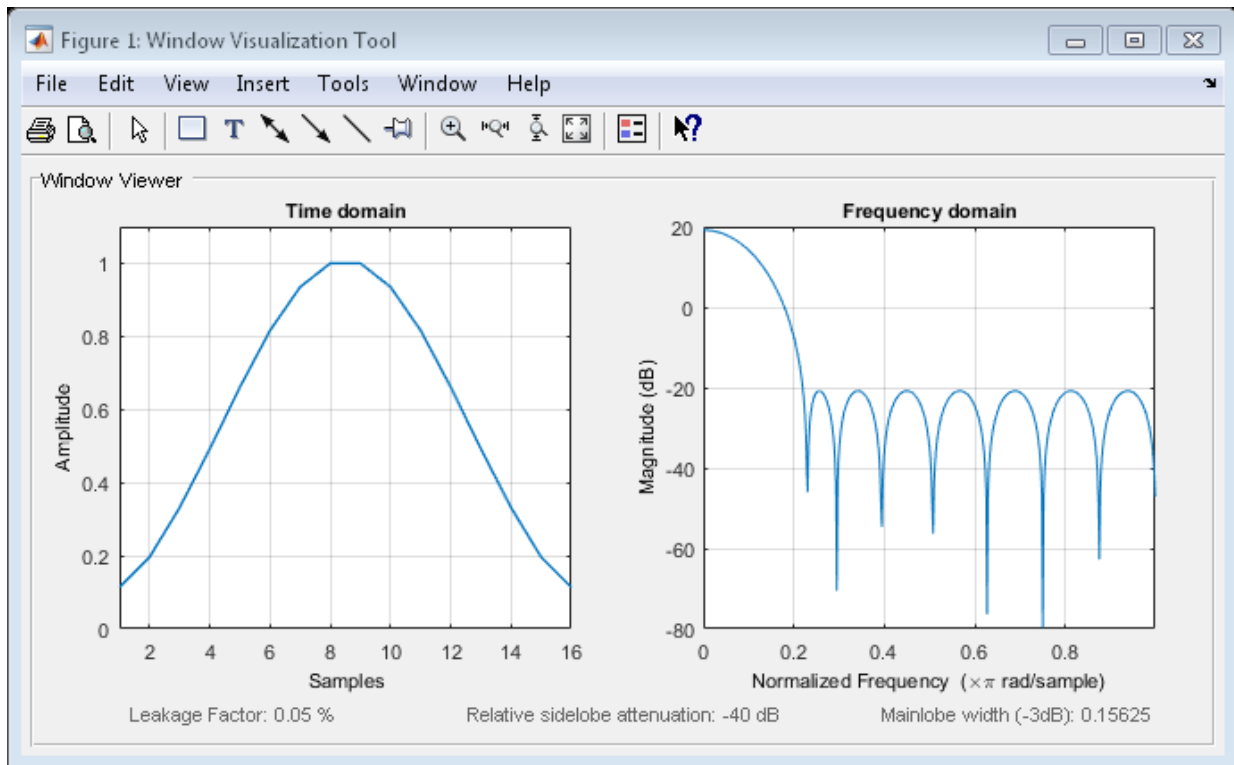 Figure 1: Window Visualization Tool
File Edit View Insert Tools Window Help
T
?
Window Viewer
Time domain
Amplitude
1
0.8
0.6
0.4
0.2
0
2 4 6 8 10 12 14 16
Samples
Frequency domain
Magnitude (dB)
20
0
-20
-40
-60
-80
0 0.2 0.4 0.6 0.8
Normalized Frequency (×π rad/sample)
Leakage Factor: 0.05 % Relative sidelobe attenuation: -40 dB Mainlobe width (-3dB): 0.15625